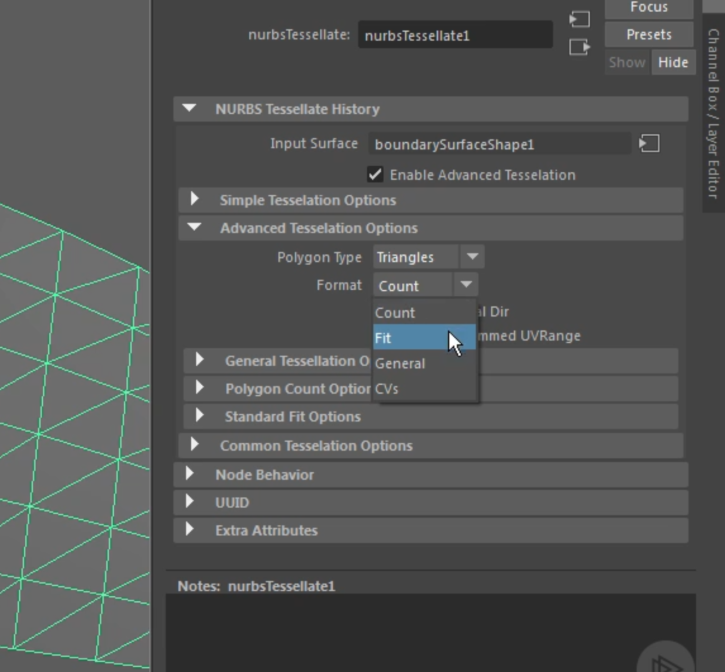 Focus
nurbsTessellate: nurbsTessellate1
Presets
Show Hide
Channel Box / Layer Editor
NURBS Tessellate History
Input Surface boundarySurfaceShape1
Enable Advanced Tesselation
Simple Tesselation Options
Advanced Tesselation Options
Polygon Type Triangles
Format Count
Count
l Dir
Fit
mmed UVRange
General
General Tessellation O
CVs
Polygon Count Option
Standard Fit Options
Common Tesselation Options
Node Behavior
UUID
Extra Attributes
Notes: nurbsTessellate1